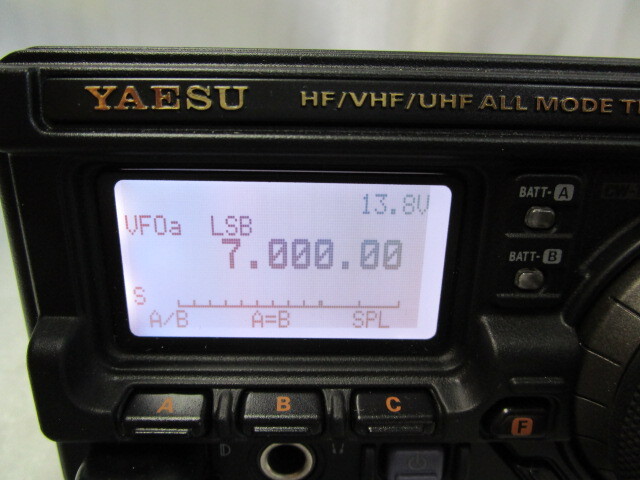 YAESU HF/VHF/UHF ALL MODE
13.8V
VFOa LSB
7.000.00
S
A/B A=B SPL
BATT-A
BATT-B
A B C F